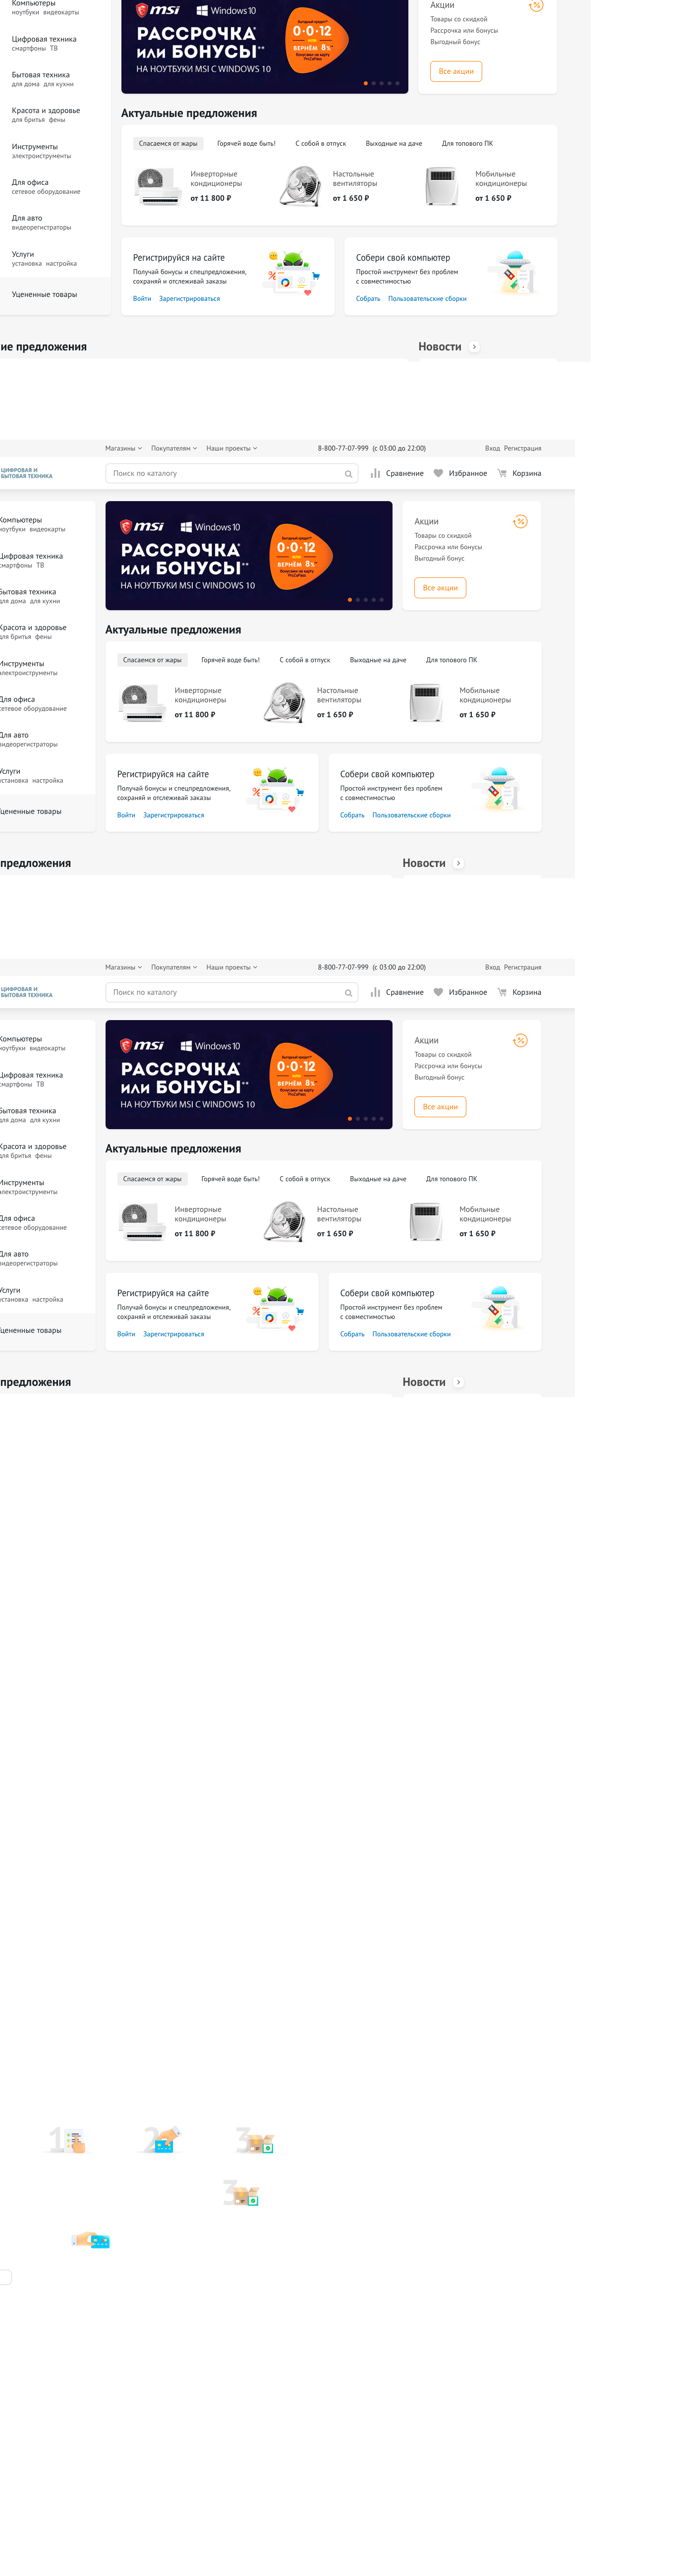 Компьютеры
ноутбуки видеокарты
Цифровая техника
смартфоны ТВ
Бытовая техника
для дома для кухни
Красота и здоровье
для бритья фены
Инструменты
электроинструменты
Для офиса
сетевое оборудование
Для авто
видеорегистраторы
Услуги
установка настройка
Уцененные товары
msi Windows10
РАССРОЧКА*
или БОНУСЫ**
НА НОУТБУКИ MSI С WINDOWS 10
0·0·12
ВЕРНЁМ 8%
Акции
Товары со скидкой
Рассрочка или бонусы
Выгодный бонус
Все акции
Актуальные предложения
Спасаемся от жары Горячей воде быть! С собой в отпуск Выходные на даче Для топового ПК
Инверторные
кондиционеры
от 11 800 ₽
Настольные
вентиляторы
от 1 650 ₽
Мобильные
кондиционеры
от 1 650 ₽
Регистрируйся на сайте
Получай бонусы и спецпредложения,
сохраняй и отслеживай заказы
Войти Зарегистрироваться
Собери свой компьютер
Простой инструмент без проблем
с совместимостью
Собрать Пользовательские сборки
ие предложения
Новости
Магазины Покупателям Наши проекты 8-800-77-07-999 (с 03:00 до 22:00) Вход Регистрация
ЦИФРОВАЯ И
БЫТОВАЯ ТЕХНИКА
Поиск по каталогу
Сравнение Избранное Корзина
Компьютеры
ноутбуки видеокарты
Цифровая техника
смартфоны ТВ
Бытовая техника
для дома для кухни
Красота и здоровье
для бритья фены
Инструменты
электроинструменты
Для офиса
сетевое оборудование
Для авто
видеорегистраторы
Услуги
установка настройка
Уцененные товары
msi Windows10
РАССРОЧКА*
или БОНУСЫ**
НА НОУТБУКИ MSI С WINDOWS 10
0·0·12
ВЕРНЁМ 8%
Акции
Товары со скидкой
Рассрочка или бонусы
Выгодный бонус
Все акции
Актуальные предложения
Спасаемся от жары Горячей воде быть! С собой в отпуск Выходные на даче Для топового ПК
Инверторные
кондиционеры
от 11 800 ₽
Настольные
вентиляторы
от 1 650 ₽
Мобильные
кондиционеры
от 1 650 ₽
Регистрируйся на сайте
Получай бонусы и спецпредложения,
сохраняй и отслеживай заказы
Войти Зарегистрироваться
Собери свой компьютер
Простой инструмент без проблем
с совместимостью
Собрать Пользовательские сборки
предложения
Новости
Магазины Покупателям Наши проекты 8-800-77-07-999 (с 03:00 до 22:00) Вход Регистрация
ЦИФРОВАЯ И
БЫТОВАЯ ТЕХНИКА
Поиск по каталогу
Сравнение Избранное Корзина
Компьютеры
ноутбуки видеокарты
Цифровая техника
смартфоны ТВ
Бытовая техника
для дома для кухни
Красота и здоровье
для бритья фены
Инструменты
электроинструменты
Для офиса
сетевое оборудование
Для авто
видеорегистраторы
Услуги
установка настройка
Уцененные товары
msi Windows10
РАССРОЧКА*
или БОНУСЫ**
НА НОУТБУКИ MSI С WINDOWS 10
0·0·12
ВЕРНЁМ 8%
Акции
Товары со скидкой
Рассрочка или бонусы
Выгодный бонус
Все акции
Актуальные предложения
Спасаемся от жары Горячей воде быть! С собой в отпуск Выходные на даче Для топового ПК
Инверторные
кондиционеры
от 11 800 ₽
Настольные
вентиляторы
от 1 650 ₽
Мобильные
кондиционеры
от 1 650 ₽
Регистрируйся на сайте
Получай бонусы и спецпредложения,
сохраняй и отслеживай заказы
Войти Зарегистрироваться
Собери свой компьютер
Простой инструмент без проблем
с совместимостью
Собрать Пользовательские сборки
предложения
Новости
1 2 3
3